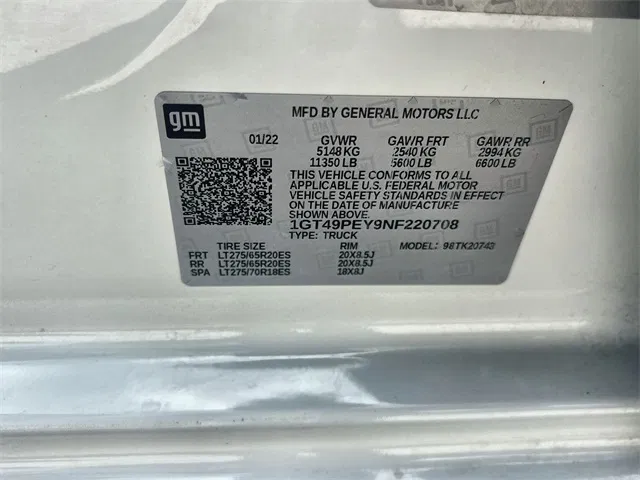 gm
MFD BY GENERAL MOTORS LLC
01/22 GVWR GAWR FRT GAWR RR
5148 KG 2540 KG 2994 KG
11350 LB 5600 LB 6600 LB
THIS VEHICLE CONFORMS TO ALL
APPLICABLE U.S. FEDERAL MOTOR
VEHICLE SAFETY STANDARDS IN EFFECT
ON THE DATE OF MANUFACTURE
SHOWN ABOVE.
1GT49PEY9NF220708
TYPE: TRUCK
TIRE SIZE RIM MODEL: 98TK20743
FRT LT275/65R20ES 20X8.5J
RR LT275/65R20ES 20X8.5J
SPA LT275/70R18ES 18X8J